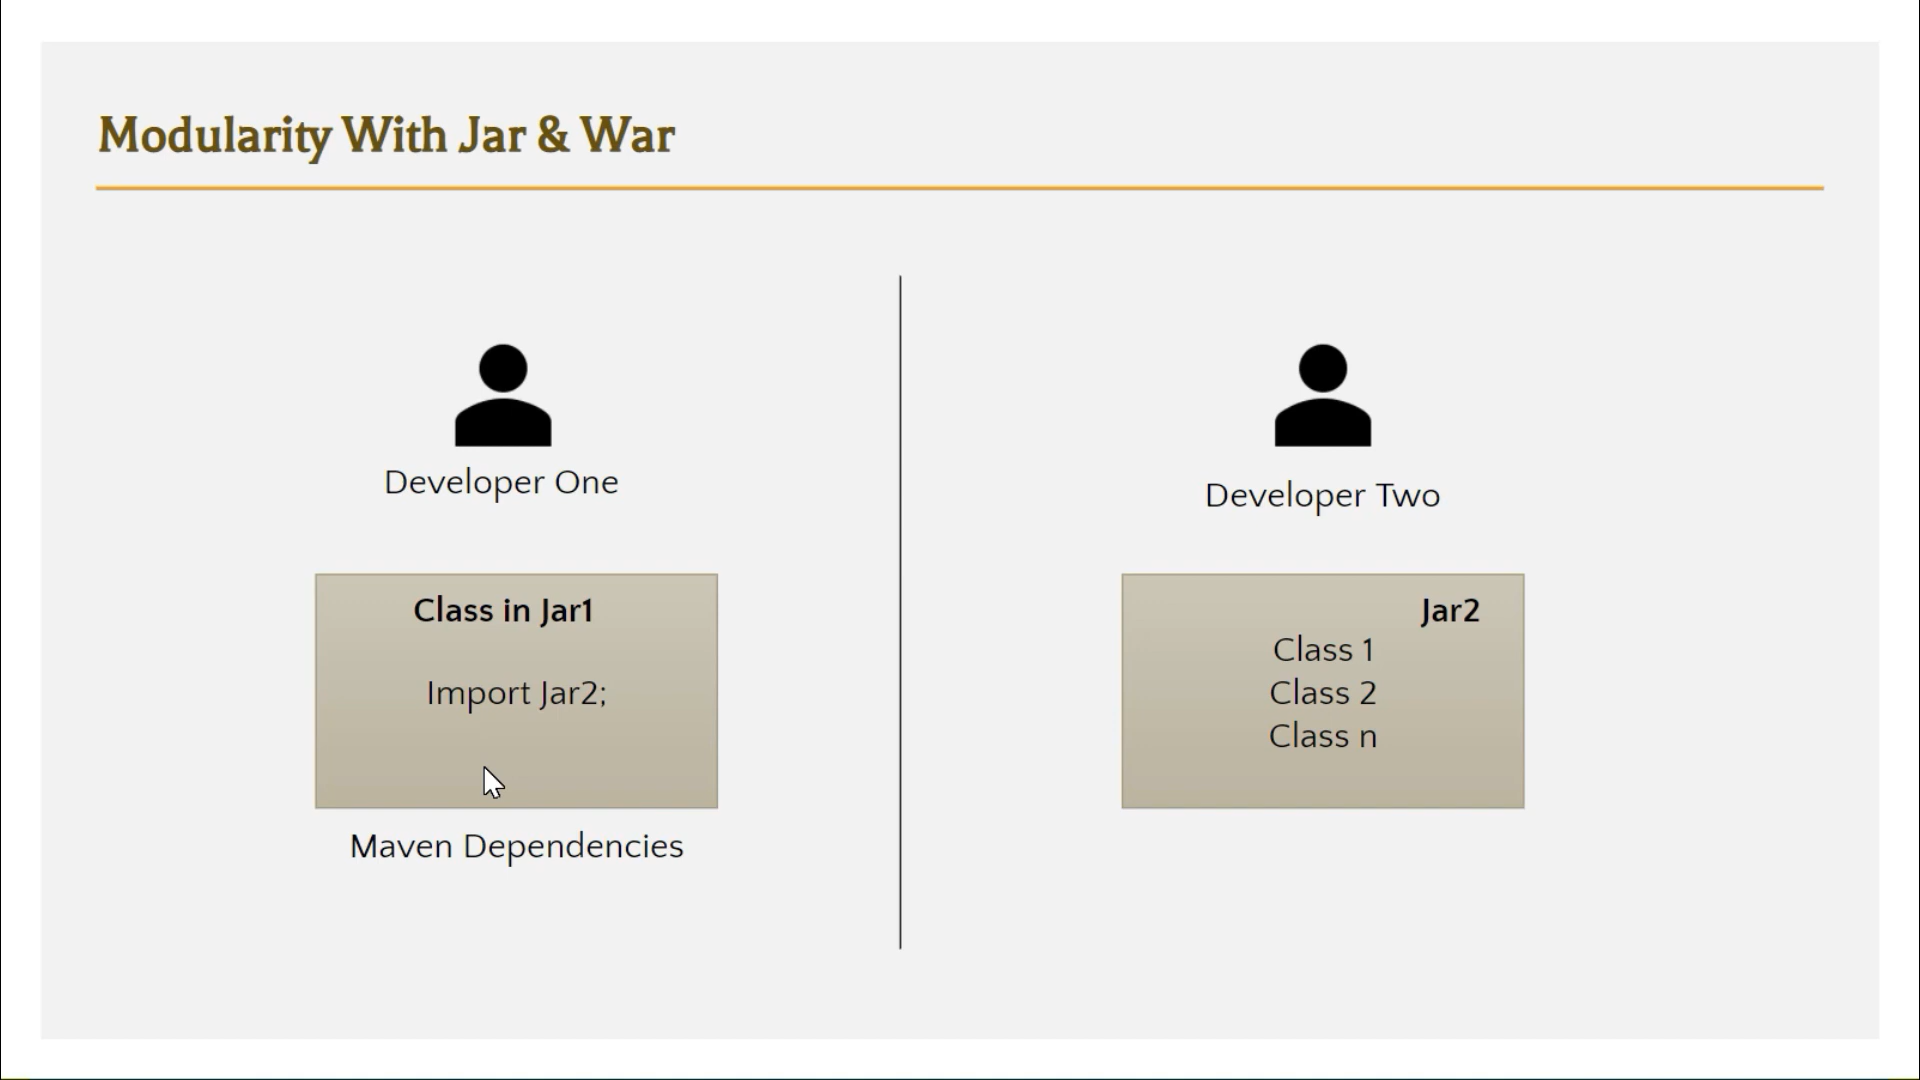 Modularity With Jar & War
Developer One
Class in Jar1
Import Jar2;
Maven Dependencies
Developer Two
Jar2
Class 1
Class 2
Class n